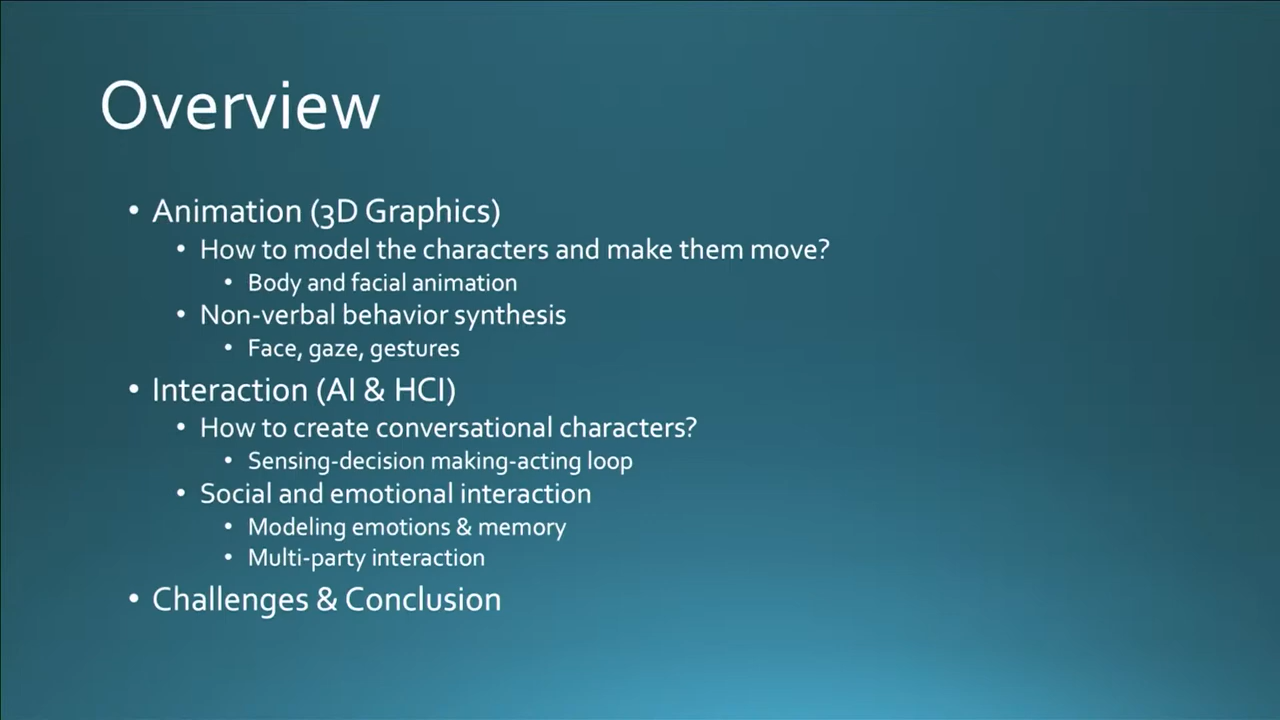 Overview
• Animation (3D Graphics)
• How to model the characters and make them move?
• Body and facial animation
• Non-verbal behavior synthesis
• Face, gaze, gestures
• Interaction (AI & HCI)
• How to create conversational characters?
• Sensing-decision making-acting loop
• Social and emotional interaction
• Modeling emotions & memory
• Multi-party interaction
• Challenges & Conclusion